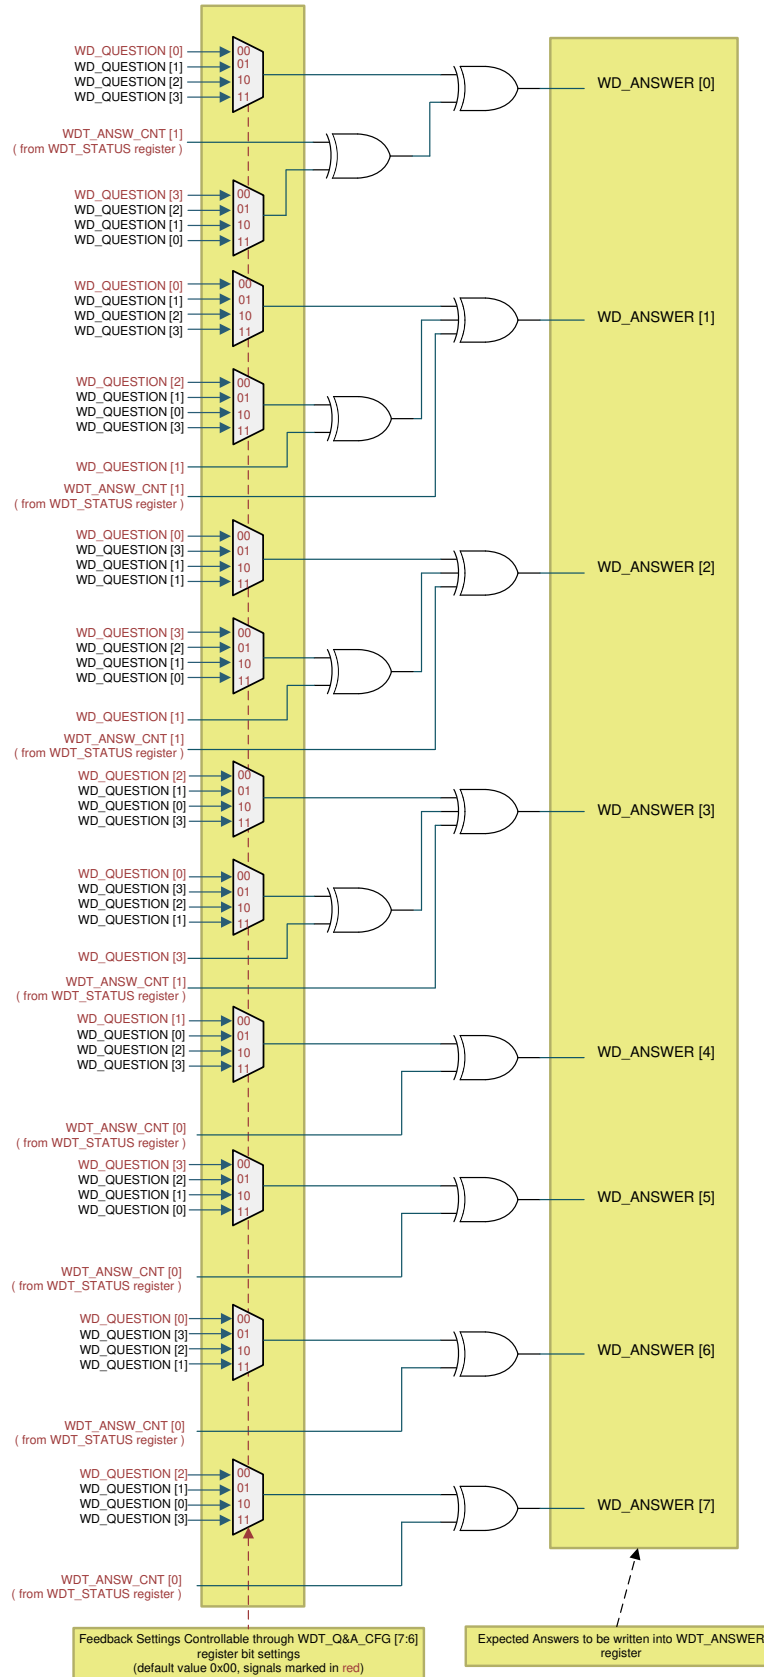 WD_QUESTION [0]
WD_QUESTION [1]
WD_QUESTION [2]
WD_QUESTION [3]
00
01
10
11
WD_ANSWER [0]
WDT_ANSW_CNT [1]
( from WDT_STATUS register )
WD_QUESTION [3]
WD_QUESTION [2]
WD_QUESTION [1]
WD_QUESTION [0]
00
01
10
11
WD_QUESTION [0]
WD_QUESTION [1]
WD_QUESTION [2]
WD_QUESTION [3]
00
01
10
11
WD_ANSWER [1]
WD_QUESTION [2]
WD_QUESTION [1]
WD_QUESTION [0]
WD_QUESTION [3]
00
01
10
11
WD_QUESTION [1]
WDT_ANSW_CNT [1]
( from WDT_STATUS register )
WD_QUESTION [0]
WD_QUESTION [3]
WD_QUESTION [1]
WD_QUESTION [1]
00
01
10
11
WD_ANSWER [2]
WD_QUESTION [3]
WD_QUESTION [2]
WD_QUESTION [1]
WD_QUESTION [0]
00
01
10
11
WD_QUESTION [1]
WDT_ANSW_CNT [1]
( from WDT_STATUS register )
WD_QUESTION [2]
WD_QUESTION [1]
WD_QUESTION [0]
WD_QUESTION [3]
00
01
10
11
WD_ANSWER [3]
WD_QUESTION [0]
WD_QUESTION [3]
WD_QUESTION [2]
WD_QUESTION [1]
00
01
10
11
WD_QUESTION [3]
WDT_ANSW_CNT [1]
( from WDT_STATUS register )
WD_QUESTION [1]
WD_QUESTION [0]
WD_QUESTION [2]
WD_QUESTION [3]
00
01
10
11
WD_ANSWER [4]
WDT_ANSW_CNT [0]
( from WDT_STATUS register )
WD_QUESTION [3]
WD_QUESTION [2]
WD_QUESTION [1]
WD_QUESTION [0]
00
01
10
11
WD_ANSWER [5]
WDT_ANSW_CNT [0]
( from WDT_STATUS register )
WD_QUESTION [0]
WD_QUESTION [3]
WD_QUESTION [2]
WD_QUESTION [1]
00
01
10
11
WD_ANSWER [6]
WDT_ANSW_CNT [0]
( from WDT_STATUS register )
WD_QUESTION [2]
WD_QUESTION [1]
WD_QUESTION [0]
WD_QUESTION [3]
00
01
10
11
WD_ANSWER [7]
WDT_ANSW_CNT [0]
( from WDT_STATUS register )
Feedback Settings Controllable through WDT_Q&A_CFG [7:6]
register bit settings
(default value 0x00, signals marked in red)
Expected Answers to be written into WDT_ANSWER
register